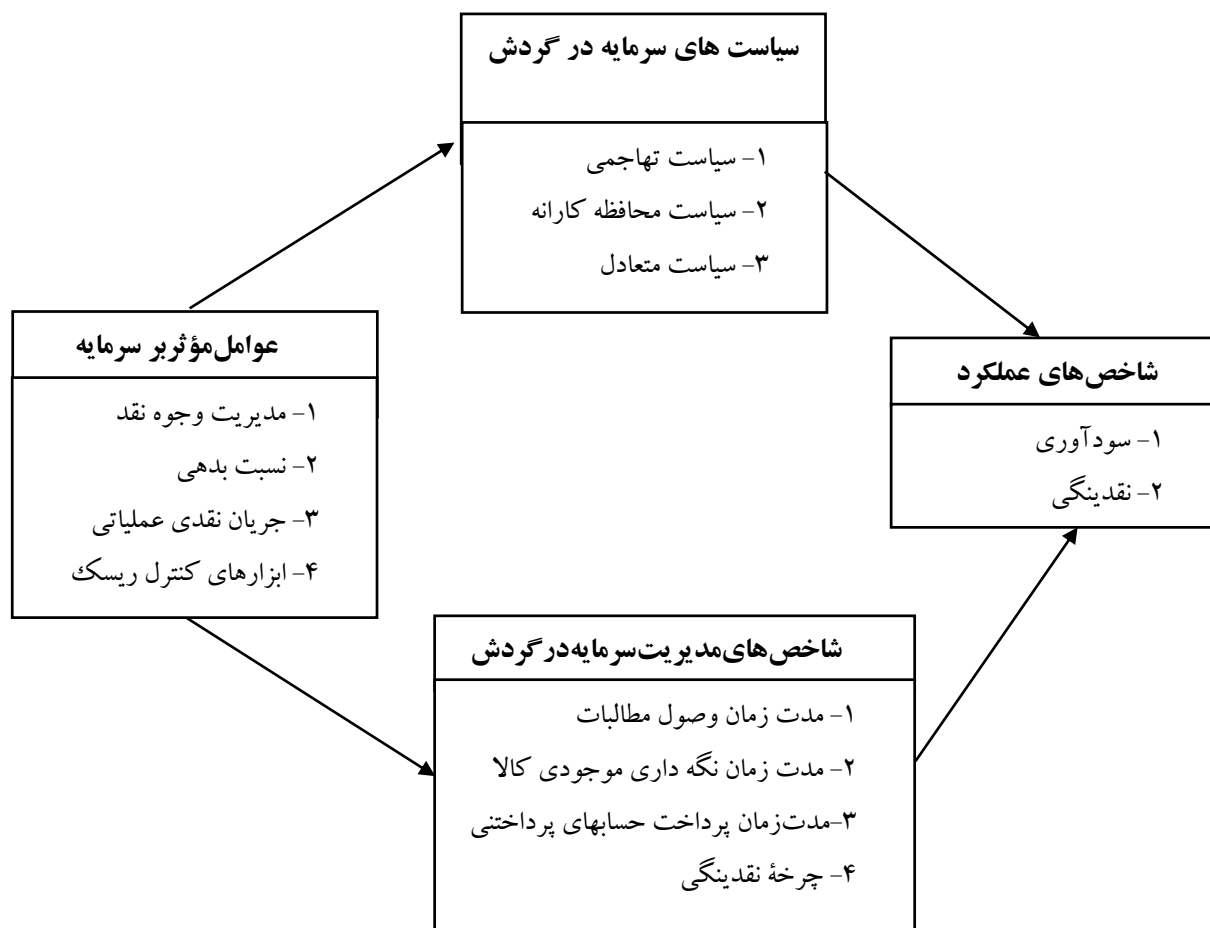 سیاست های سرمایه در گردش
۱- سیاست تهاجمی
۲- سیاست محافظه کارانه
۳- سیاست متعادل
عوامل‌مؤثربر سرمایه
۱- مدیریت وجوه نقد
۲- نسبت بدهی
۳- جریان نقدی عملیاتی
۴- ابزارهای کنترل ریسک
شاخص‌های عملکرد
۱- سودآوری
۲- نقدینگی
شاخص‌های‌مدیریت‌سرمایه‌در‌گردش
۱- مدت زمان وصول مطالبات
۲- مدت زمان نگه داری موجودی کالا
۳-مدت‌زمان پرداخت حسابهای پرداختنی
۴- چرخهٔ نقدینگی